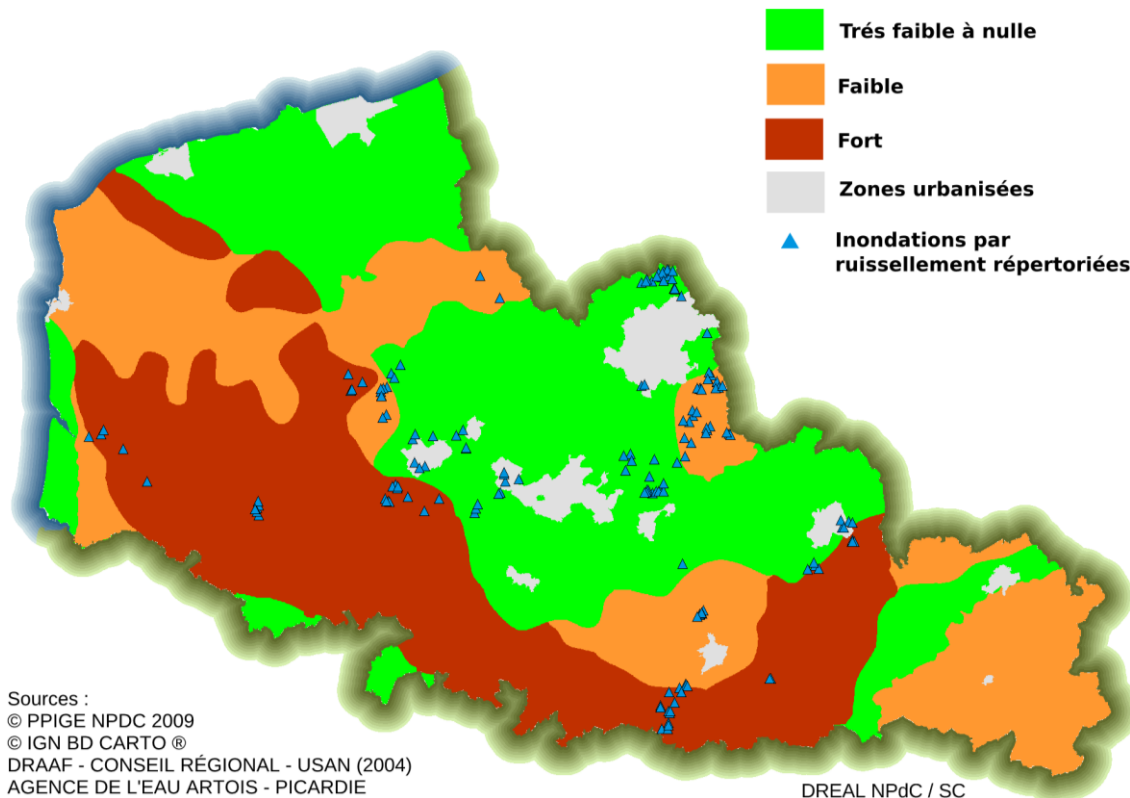 Trés faible à nulle
Faible
Fort
Zones urbanisées
Inondations par
ruissellement répertoriées
Sources :
© PPIGE NPDC 2009
© IGN BD CARTO ®
DRAAF - CONSEIL RÉGIONAL - USAN (2004)
AGENCE DE L'EAU ARTOIS - PICARDIE
DREAL NPdC / SC